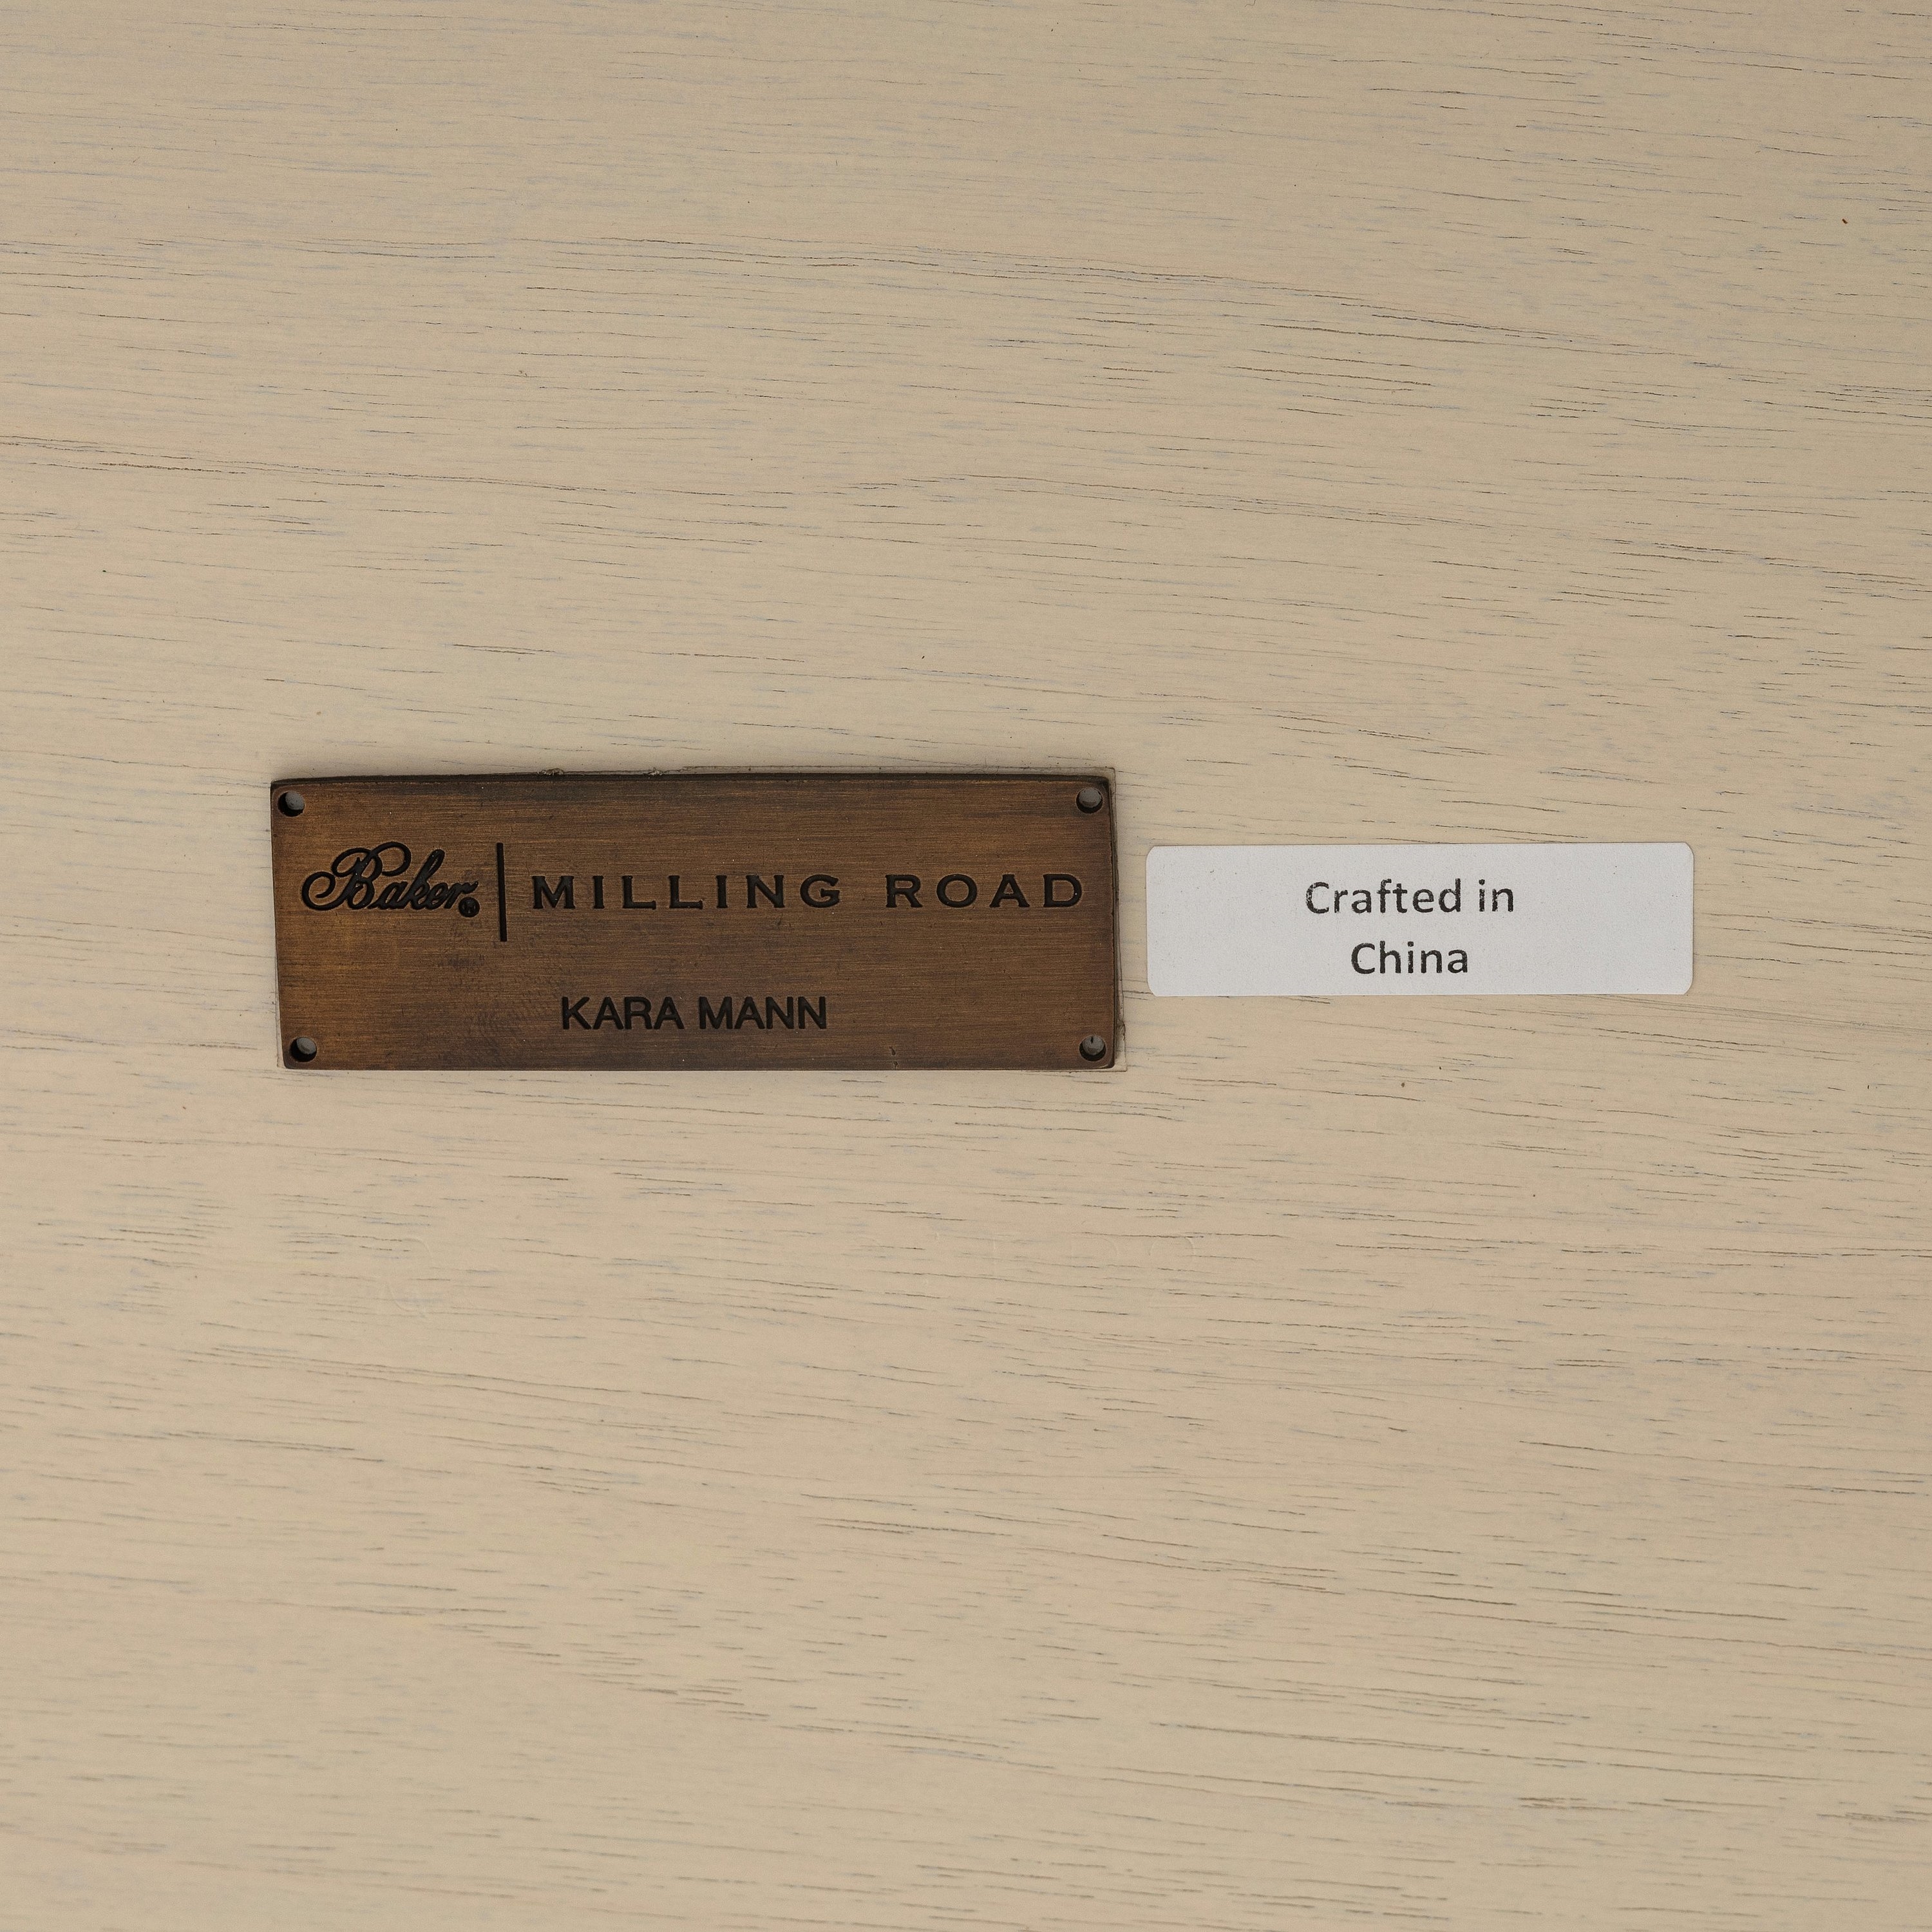 Baker | MILLING ROAD
KARA MANN
Crafted in
China